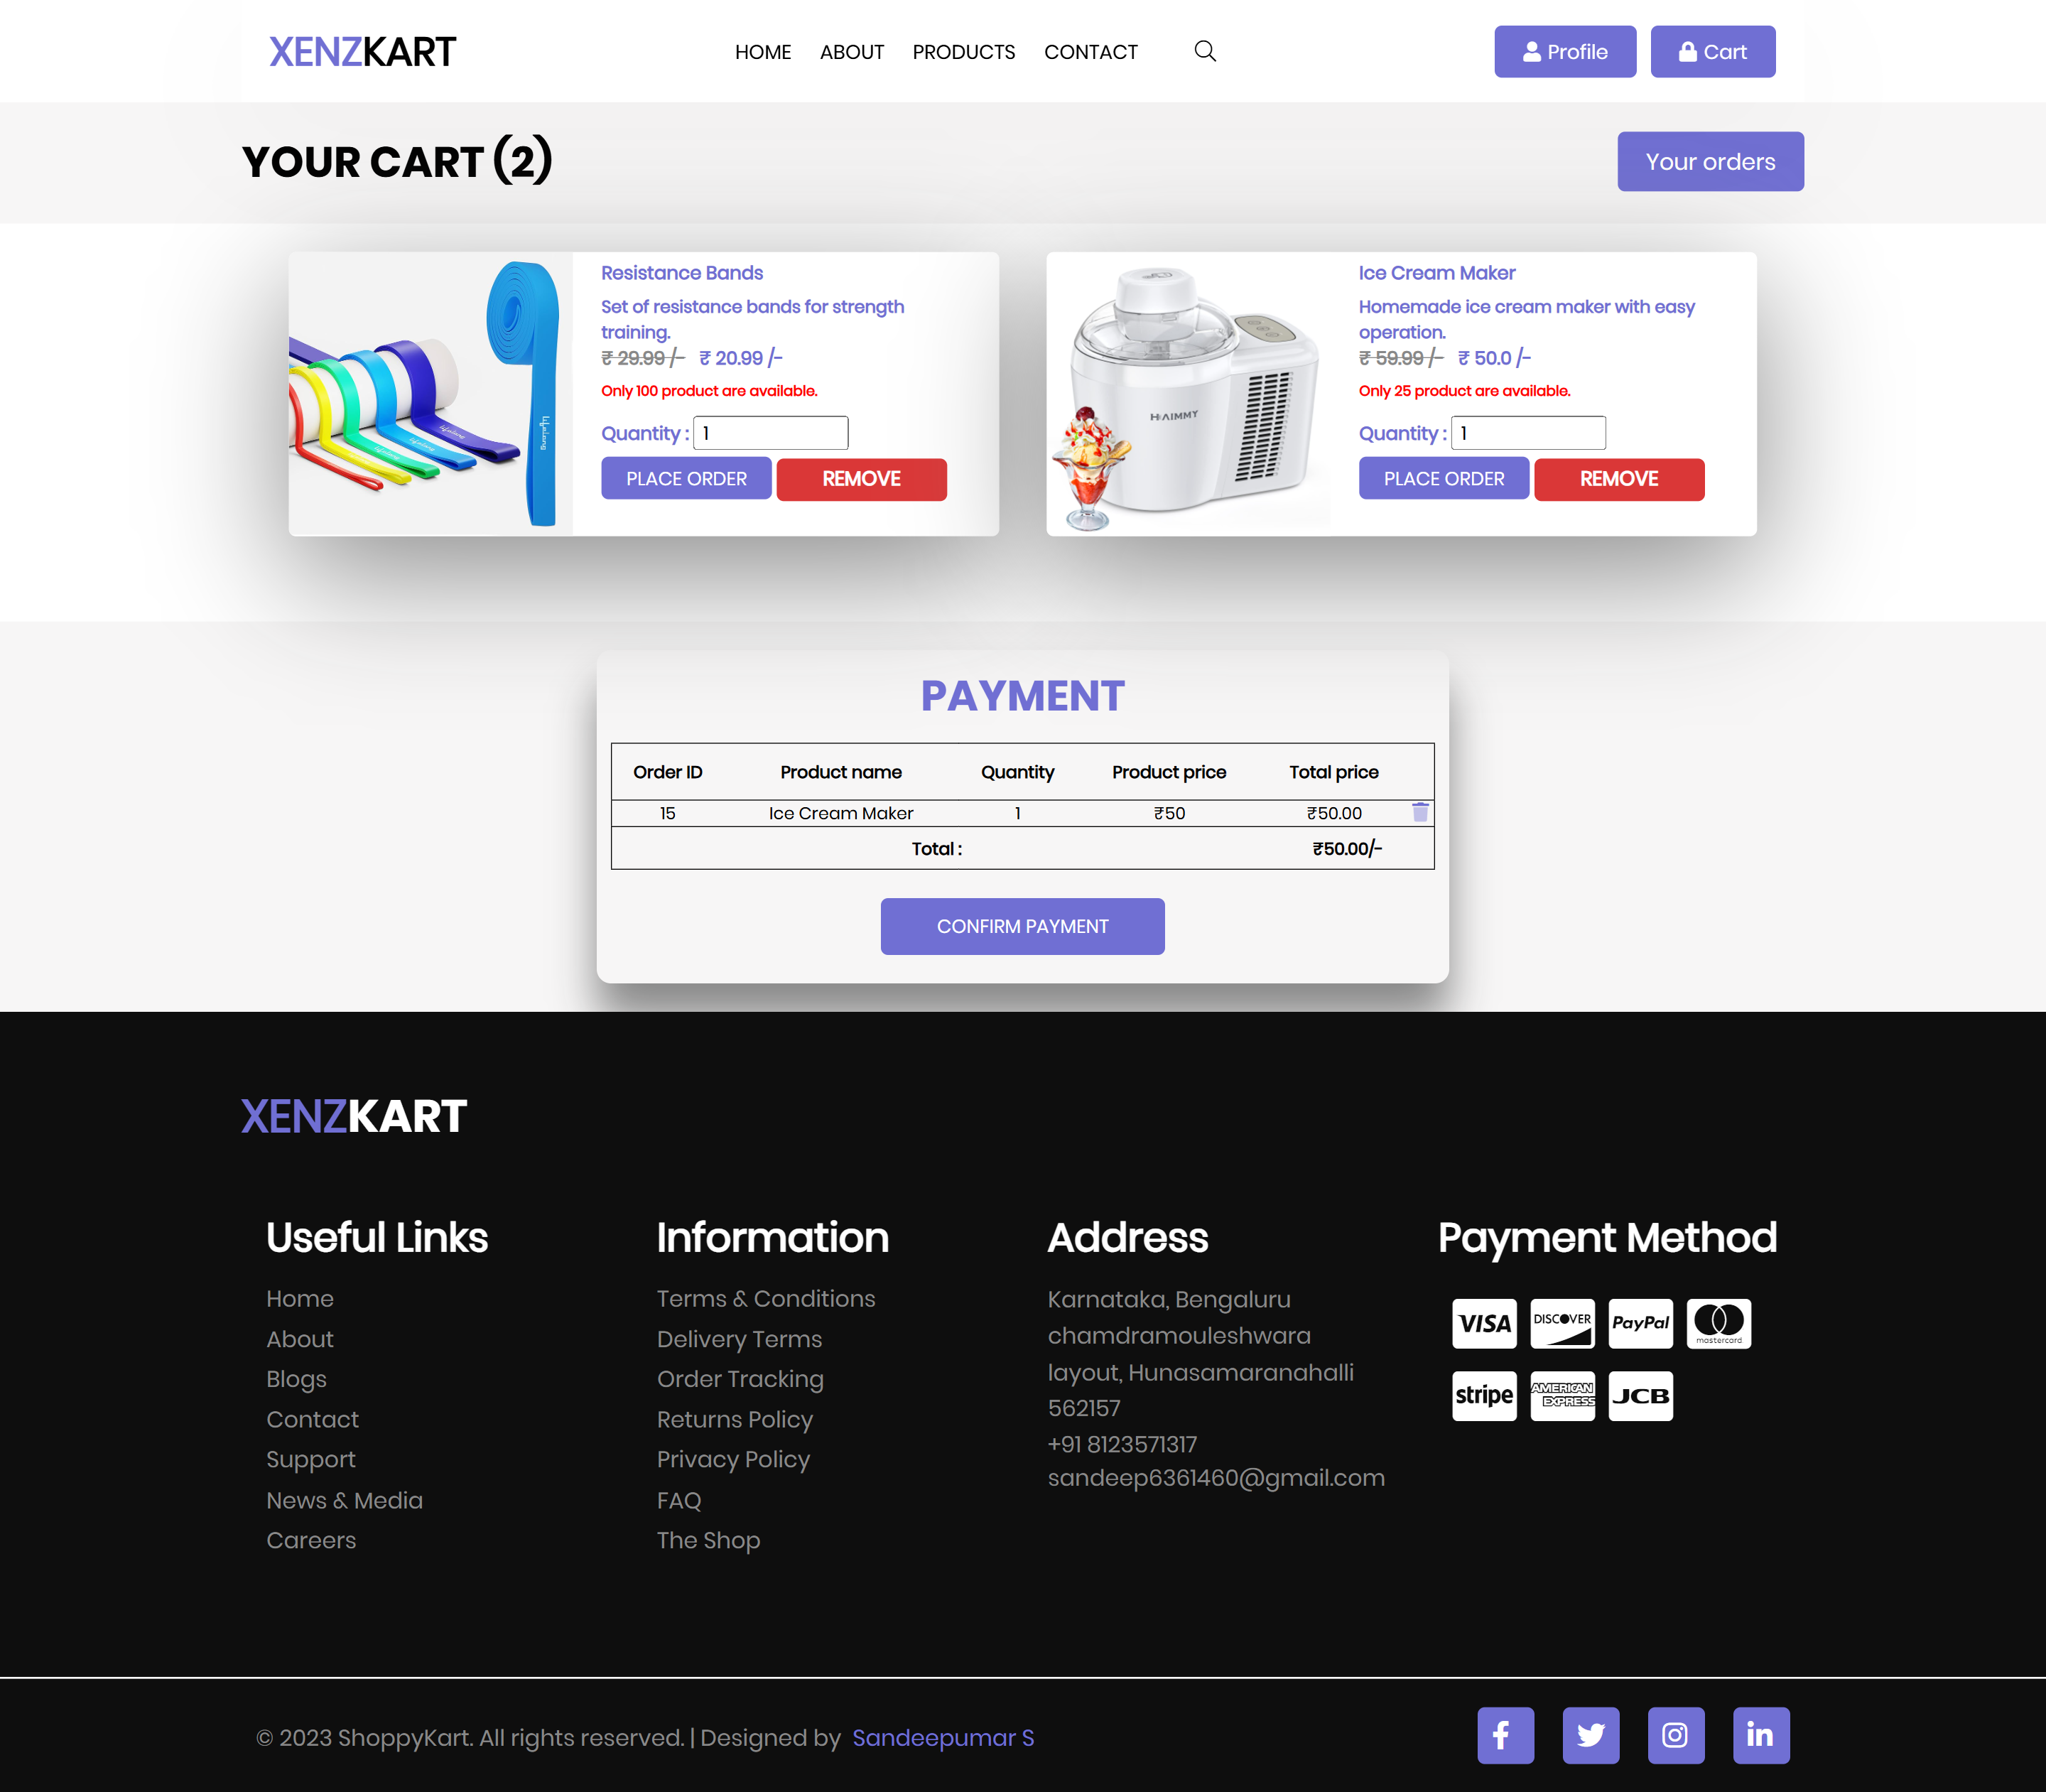 XENZKART
HOME ABOUT PRODUCTS CONTACT
Profile Cart
YOUR CART (2)
Your orders
Resistance Bands
Set of resistance bands for strength
training.
₹ 29.99 /- ₹ 20.99 /-
Only 100 product are available.
Quantity : 1
PLACE ORDER REMOVE
HAIMMY
Ice Cream Maker
Homemade ice cream maker with easy
operation.
₹ 59.99 /- ₹ 50.0 /-
Only 25 product are available.
Quantity : 1
PLACE ORDER REMOVE
PAYMENT
Order ID Product name Quantity Product price Total price
15 Ice Cream Maker 1 ₹50 ₹50.00
Total : ₹50.00/-
CONFIRM PAYMENT
XENZKART
Useful Links
Home
About
Blogs
Contact
Support
News & Media
Careers
Information
Terms & Conditions
Delivery Terms
Order Tracking
Returns Policy
Privacy Policy
FAQ
The Shop
Address
Karnataka, Bengaluru
chamdramouleshwara
layout, Hunasamaranahalli
562157
+91 8123571317
sandeep6361460@gmail.com
Payment Method
VISA DISCOVER PayPal mastercard
stripe AMERICAN EXPRESS JCB
© 2023 ShoppyKart. All rights reserved. | Designed by Sandeepumar S